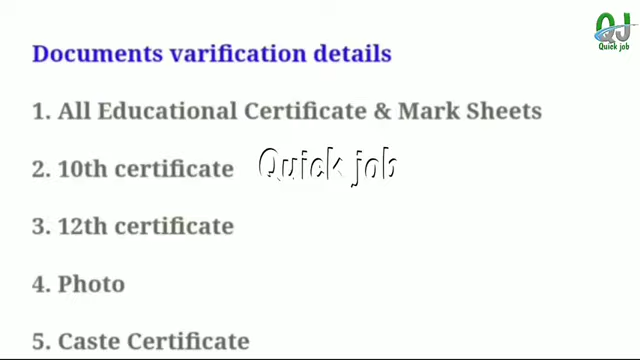 QJ
Quick job
Documents varification details
1. All Educational Certificate & Mark Sheets
2. 10th certificate
Quick job
3. 12th certificate
4. Photo
5. Caste Certificate